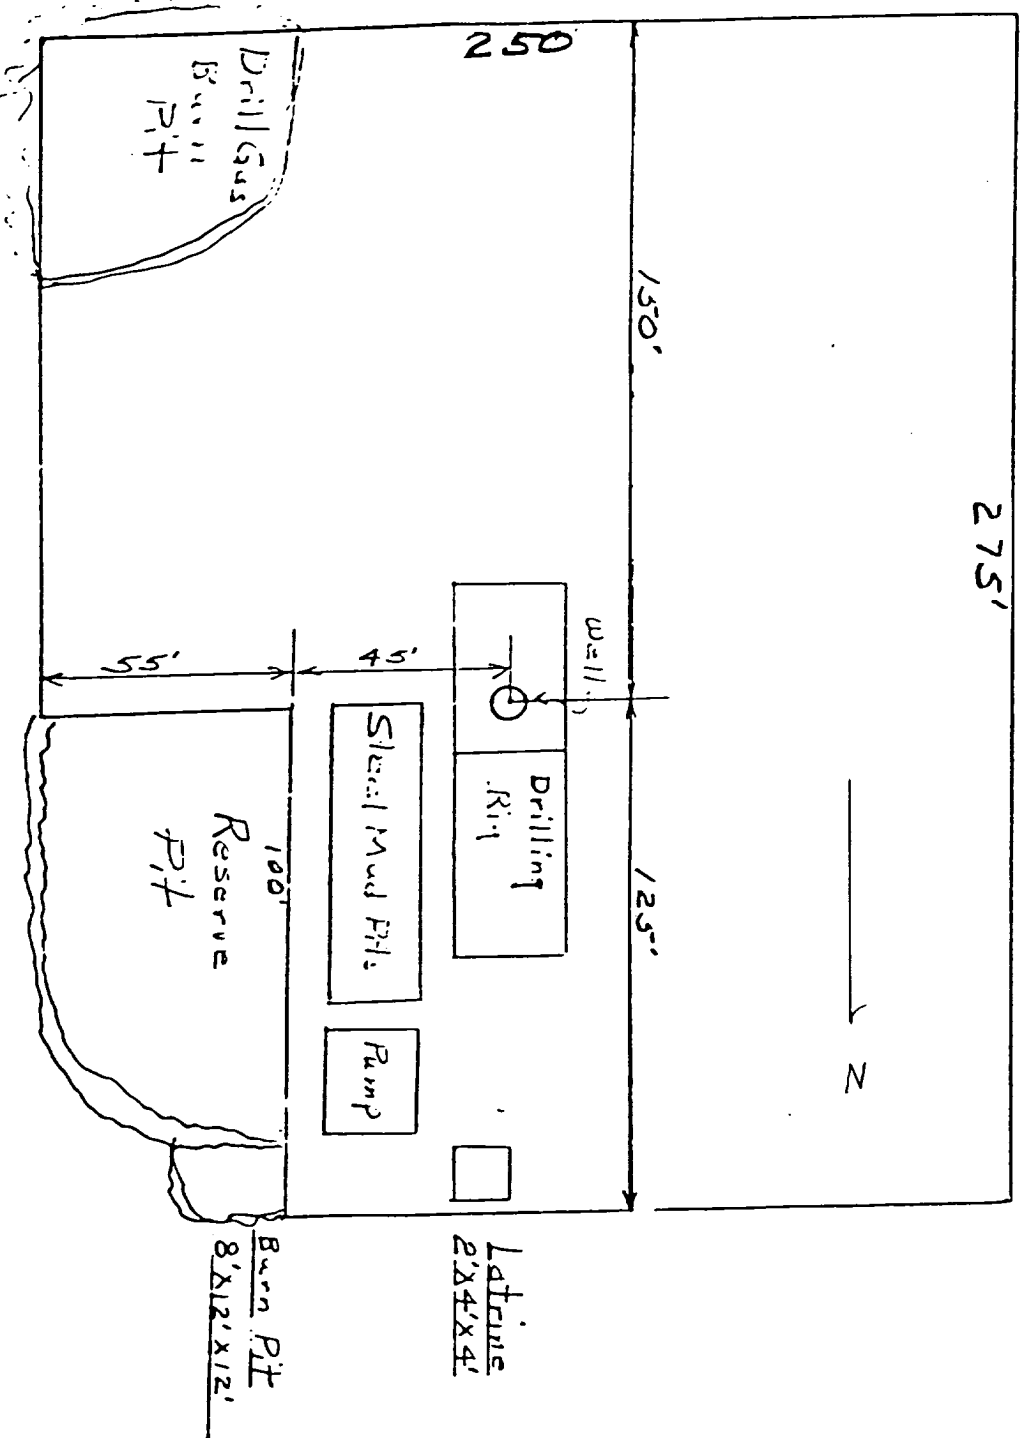 250
275'
150'
125'
Drill Gas
Pit
Well
Drilling
Rig
45'
55'
Steel Mud Pits
Pump
100'
Reserve
Pit
N
Latrine
2'X4'X4'
Burn Pit
8'X12'X12'